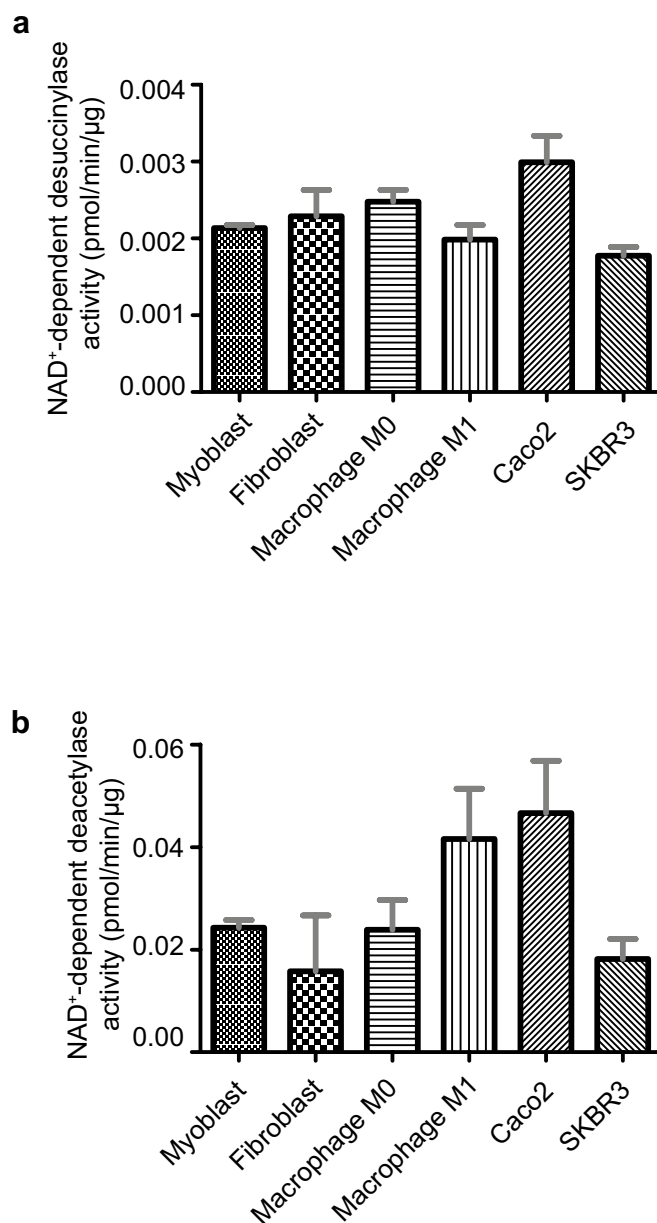 a
NAD⁺-dependent desuccinylase
activity (pmol/min/µg)
0.004
0.003
0.002
0.001
0.000
Myoblast
Fibroblast
Macrophage M0
Macrophage M1
Caco2
SKBR3
b
NAD⁺-dependent deacetylase
activity (pmol/min/µg)
0.06
0.04
0.02
0.00
Myoblast
Fibroblast
Macrophage M0
Macrophage M1
Caco2
SKBR3